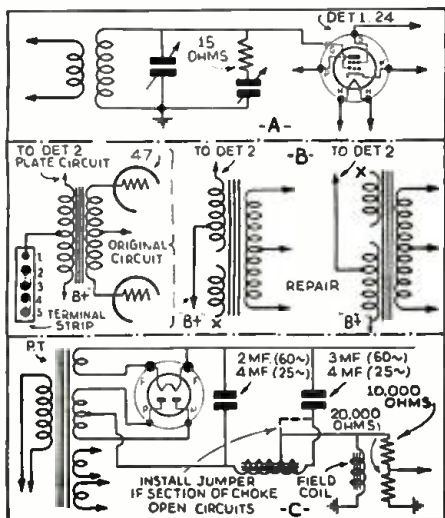 DET 1.24
15
OHMS
G
P
H
H
-A-
TO DET 2
PLATE CIRCUIT
47
TO DET 2
-B-
TO DET 2
X
1
2
3
4
5
ORIGINAL
CIRCUIT
REPAIR
B+
TERMINAL
STRIP
B+
X
B+
X
P.T
F
F
P
P
2 MF (60~)
4 MF (25~)
3 MF (60~)
4 MF (25~)
10,000
OHMS
20,000
OHMS
INSTALL JUMPER
IF SECTION OF CHOKE
OPEN CIRCUITS
FIELD
COIL
-C-